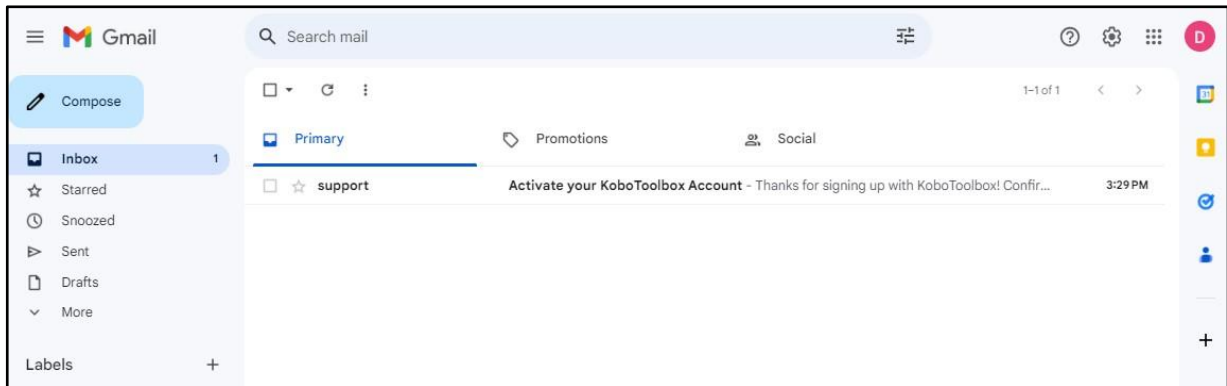 Gmail
Search mail
D
Compose
1–1 of 1
31
Primary
Promotions
Social
Inbox 1
support Activate your KoboToolbox Account - Thanks for signing up with KoboToolbox! Confir... 3:29 PM
Starred
Snoozed
Sent
Drafts
More
Labels